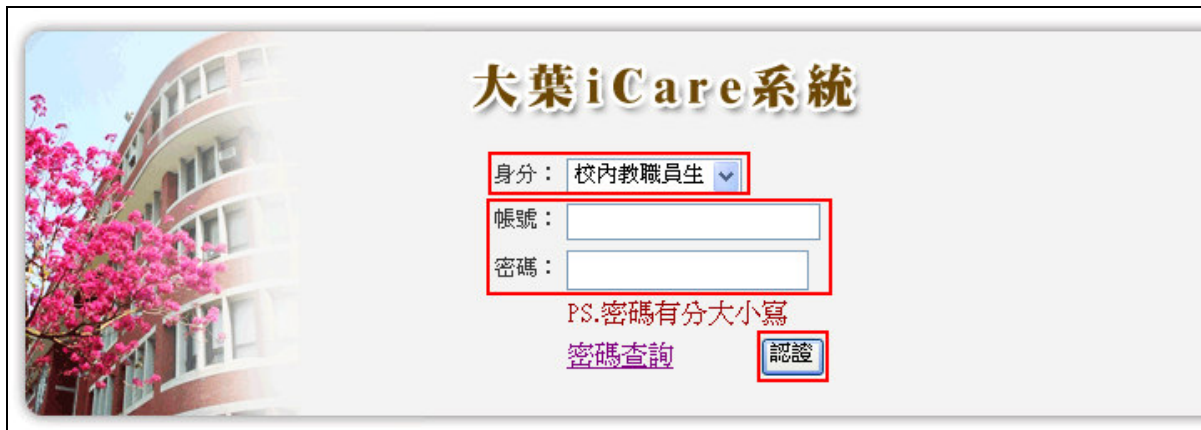 大葉iCare系統
身分： 校內教職員生
帳號：
密碼：
PS.密碼有分大小寫
密碼查詢 認證